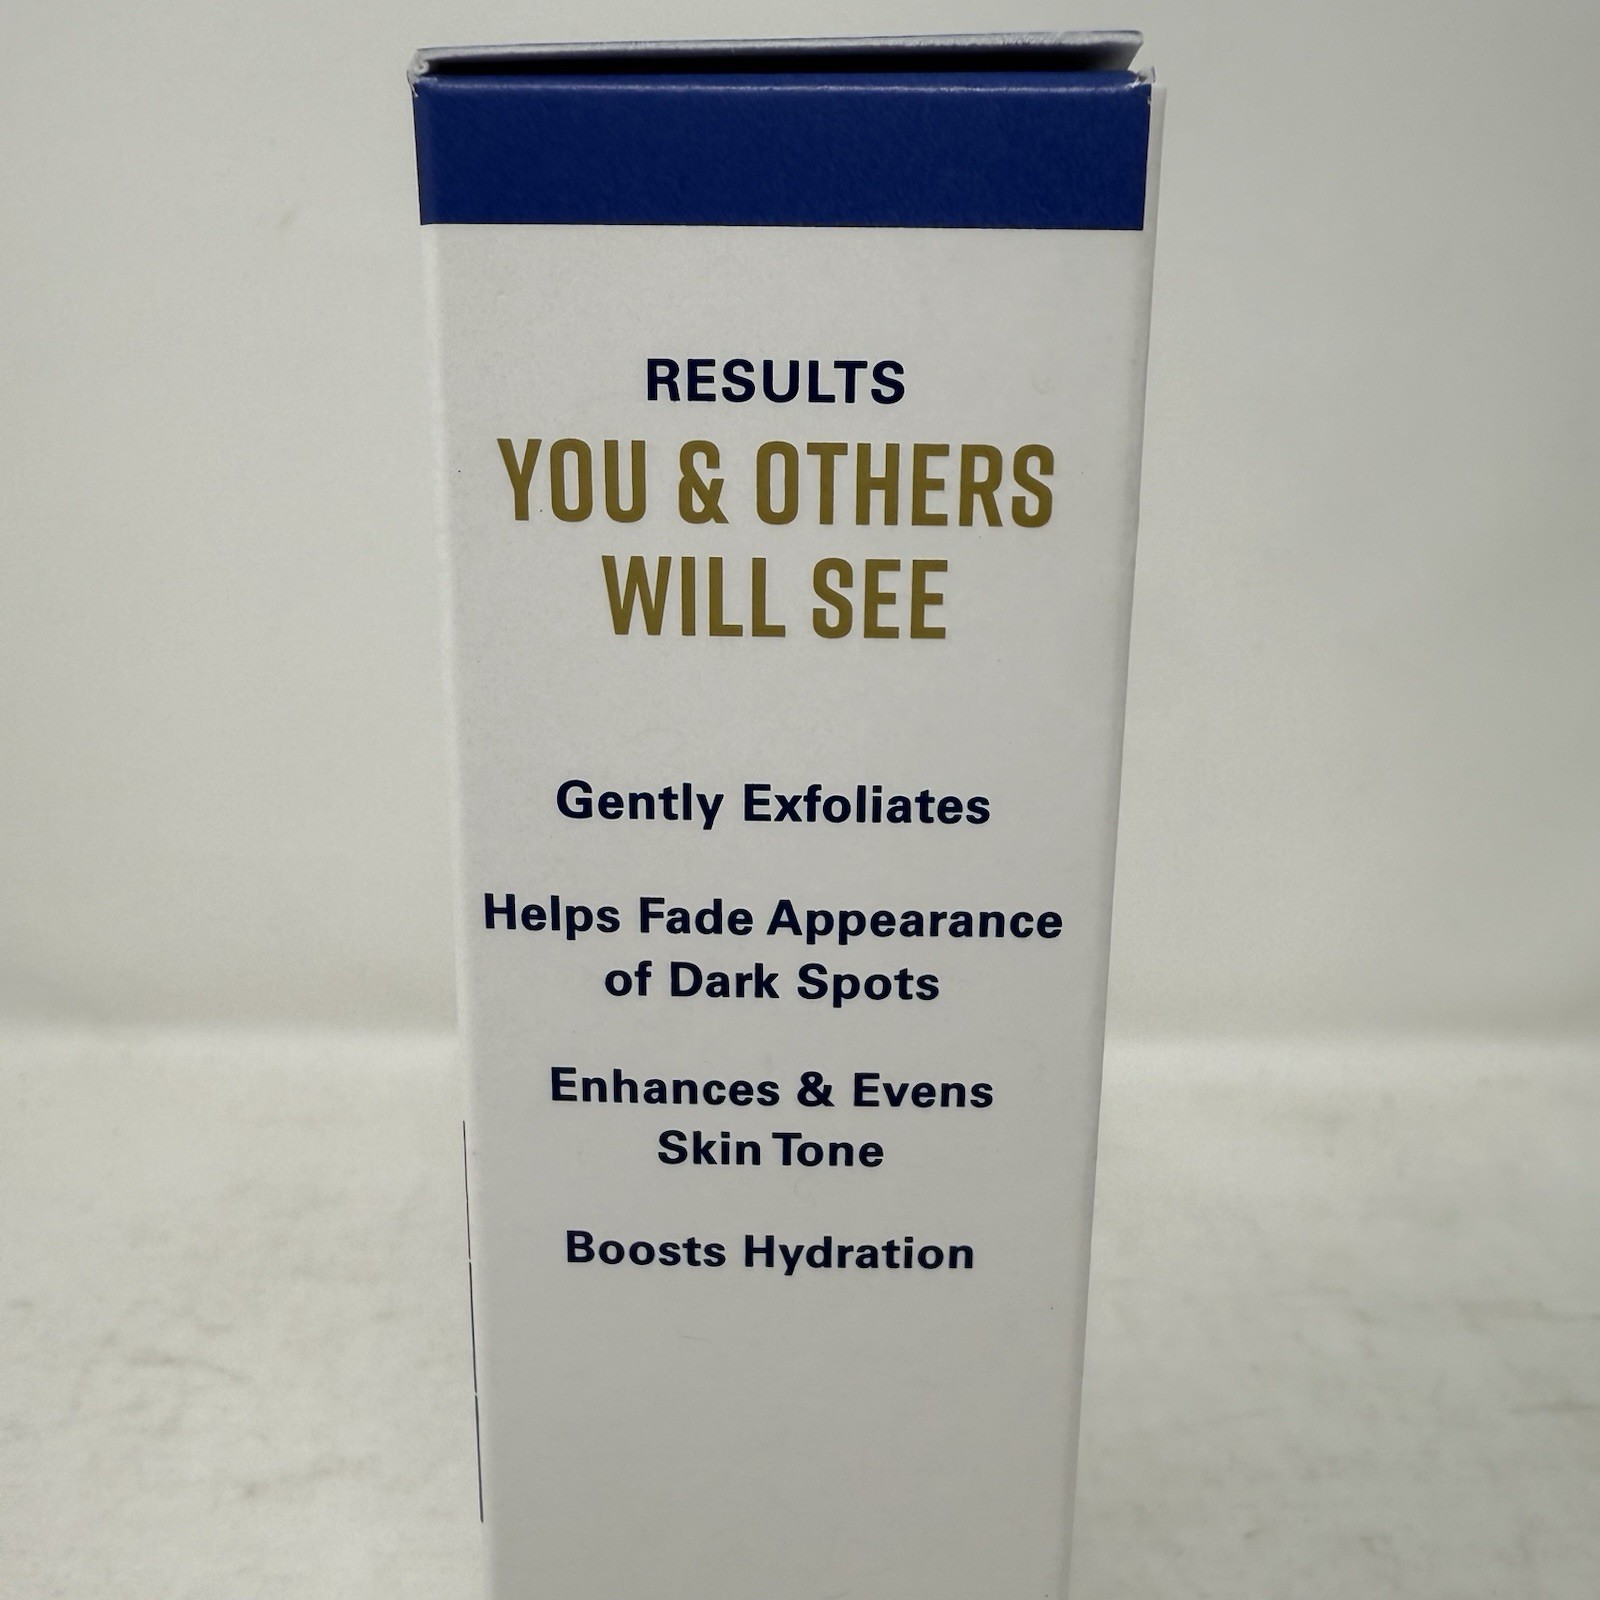 RESULTS
YOU & OTHERS
WILL SEE
Gently Exfoliates
Helps Fade Appearance
of Dark Spots
Enhances & Evens
Skin Tone
Boosts Hydration